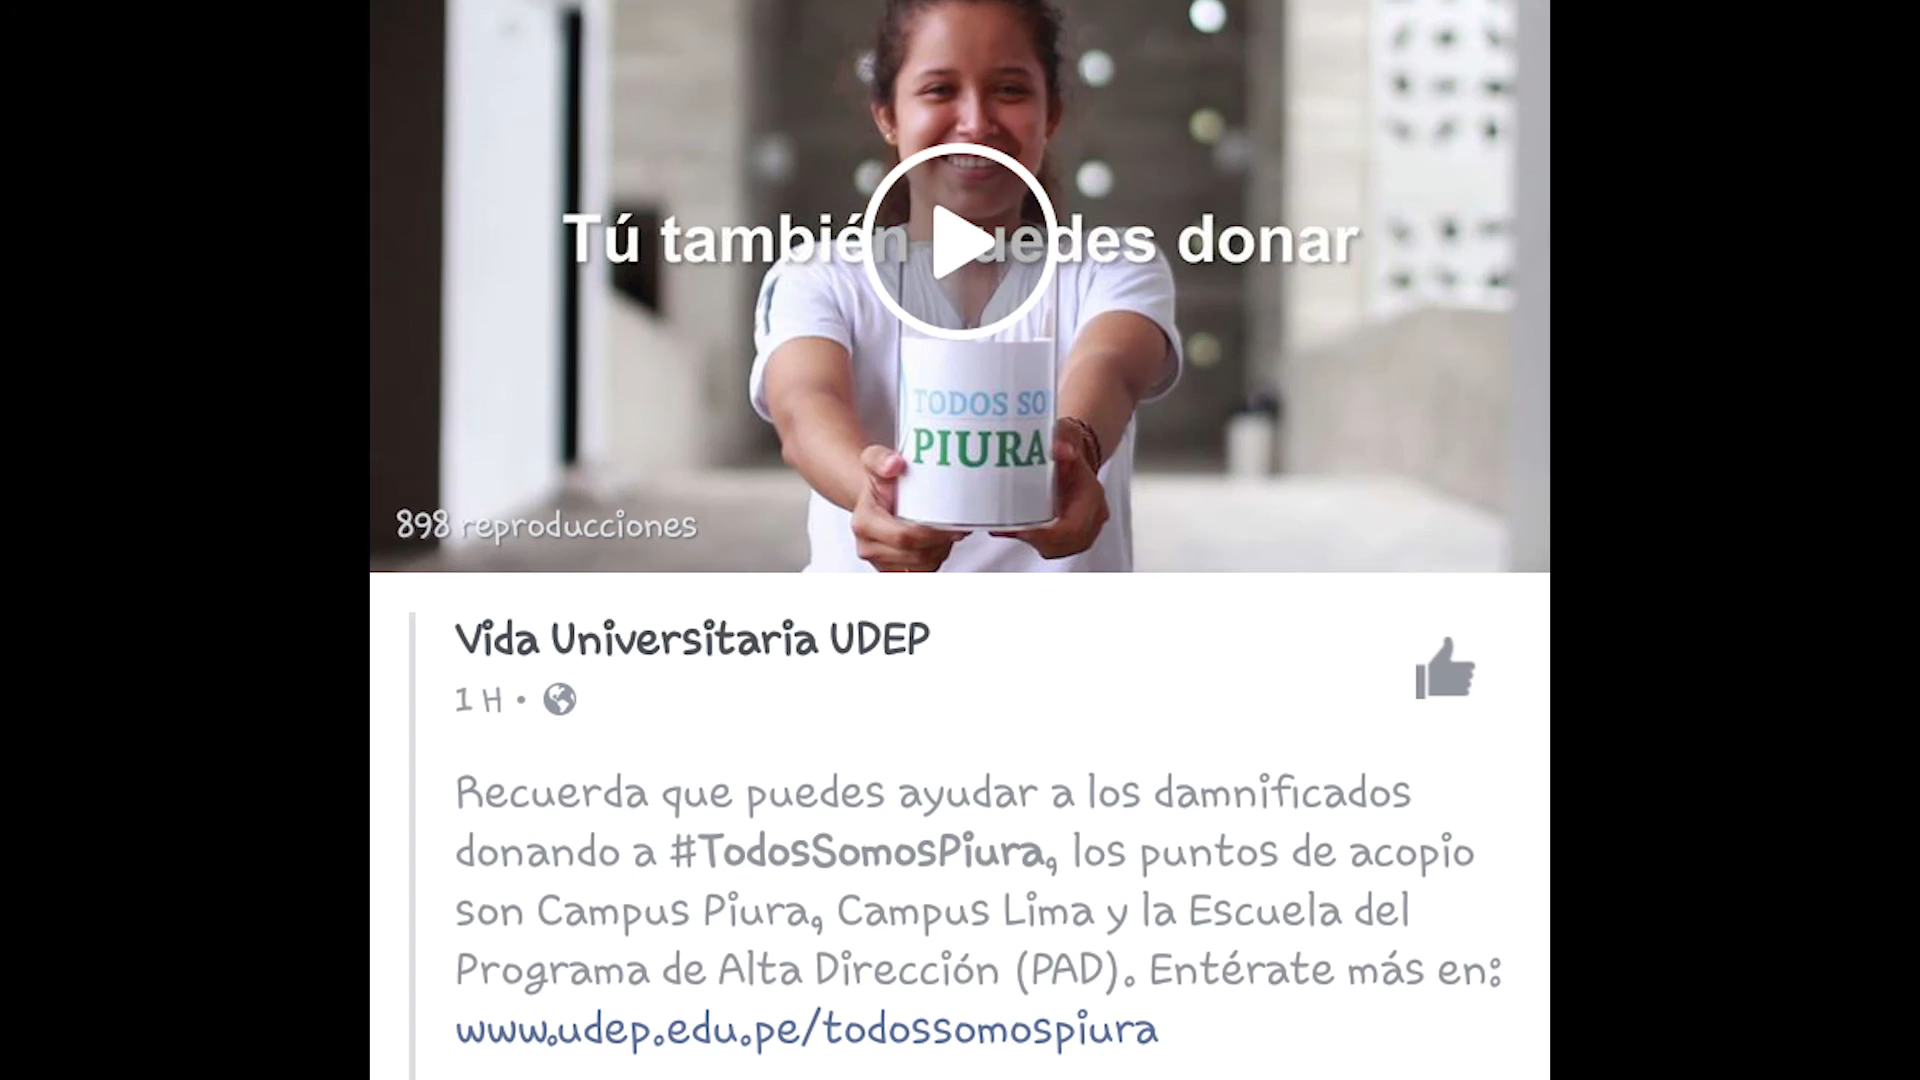 Tú también puedes donar
TODOS SO
PIURA
898 reproducciones
Vida Universitaria UDEP
1 H •
Recuerda que puedes ayudar a los damnificados
donando a #TodosSomosPiura, los puntos de acopio
son Campus Piura, Campus Lima y la Escuela del
Programa de Alta Dirección (PAD). Entérate más en:
www.udep.edu.pe/todossomospiura